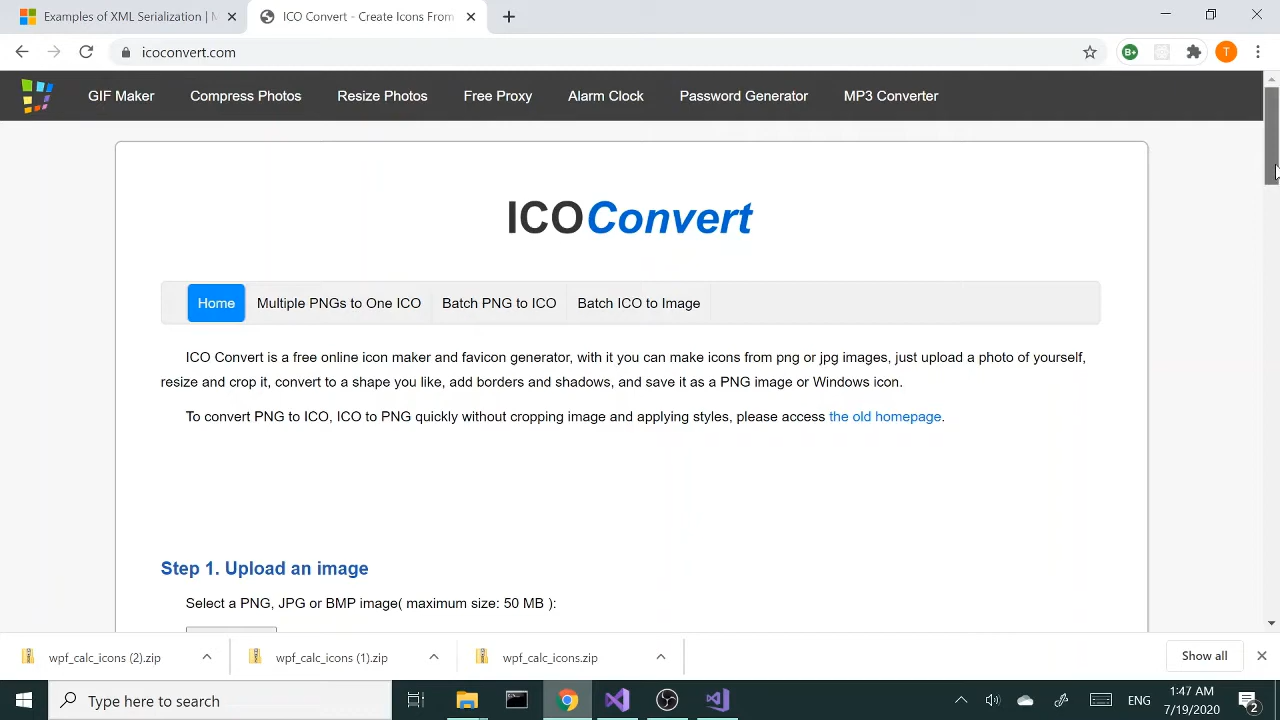 Examples of XML Serialization | M
ICO Convert - Create Icons From
icoconvert.com
B+
T
GIF Maker
Compress Photos
Resize Photos
Free Proxy
Alarm Clock
Password Generator
MP3 Converter
ICOConvert
Home
Multiple PNGs to One ICO
Batch PNG to ICO
Batch ICO to Image
ICO Convert is a free online icon maker and favicon generator, with it you can make icons from png or jpg images, just upload a photo of yourself,
resize and crop it, convert to a shape you like, add borders and shadows, and save it as a PNG image or Windows icon.
To convert PNG to ICO, ICO to PNG quickly without cropping image and applying styles, please access the old homepage.
Step 1. Upload an image
Select a PNG, JPG or BMP image( maximum size: 50 MB ):
wpf_calc_icons (2).zip
wpf_calc_icons (1).zip
wpf_calc_icons.zip
Show all
Type here to search
ENG
1:47 AM
7/19/2020
2